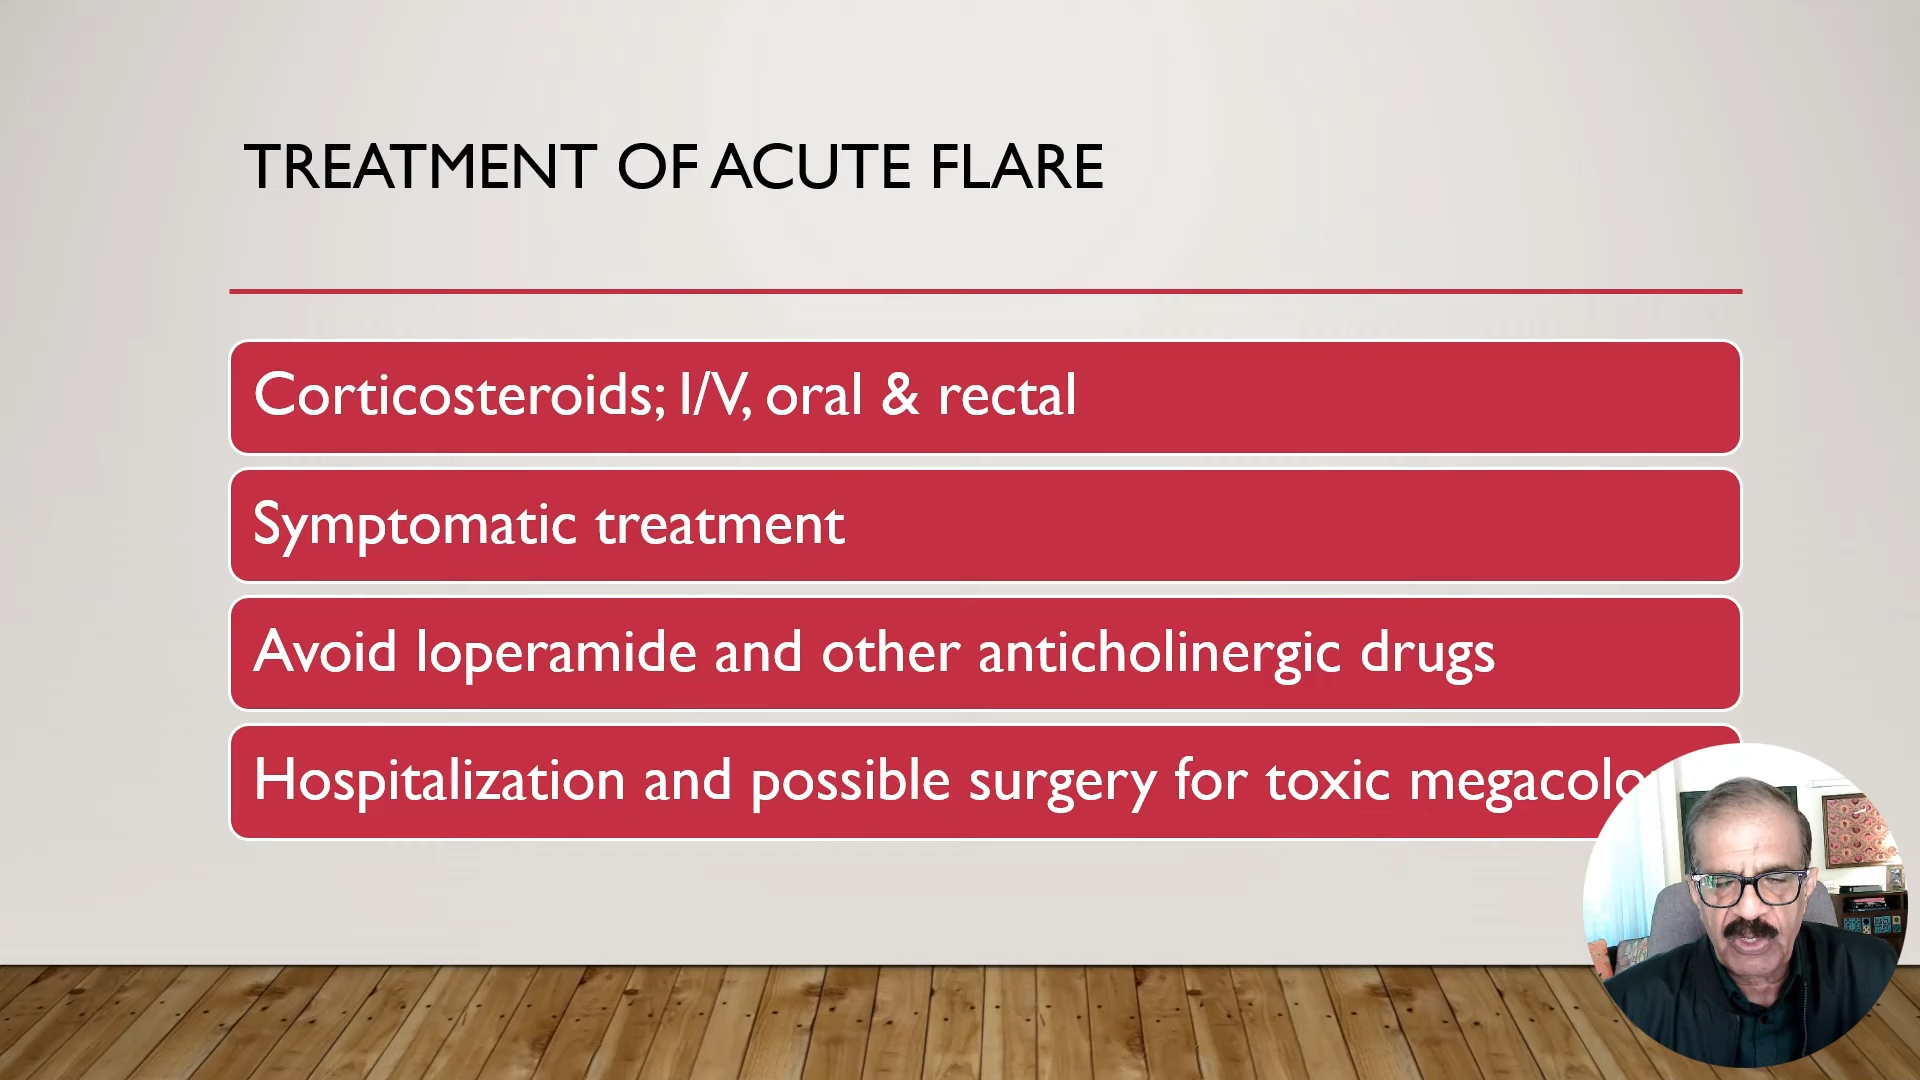 TREATMENT OF ACUTE FLARE
Corticosteroids; I/V, oral & rectal
Symptomatic treatment
Avoid loperamide and other anticholinergic drugs
Hospitalization and possible surgery for toxic